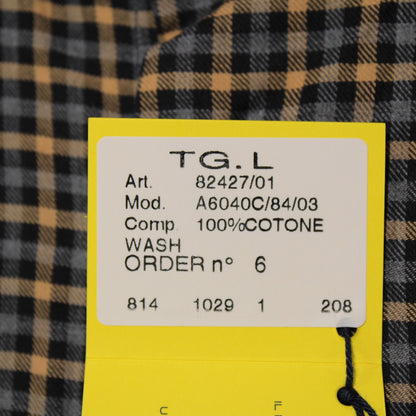 TG.L
Art. 82427/01
Mod. A6040C/84/03
Comp. 100%COTONE
WASH
ORDER n° 6
814 1029 1 208